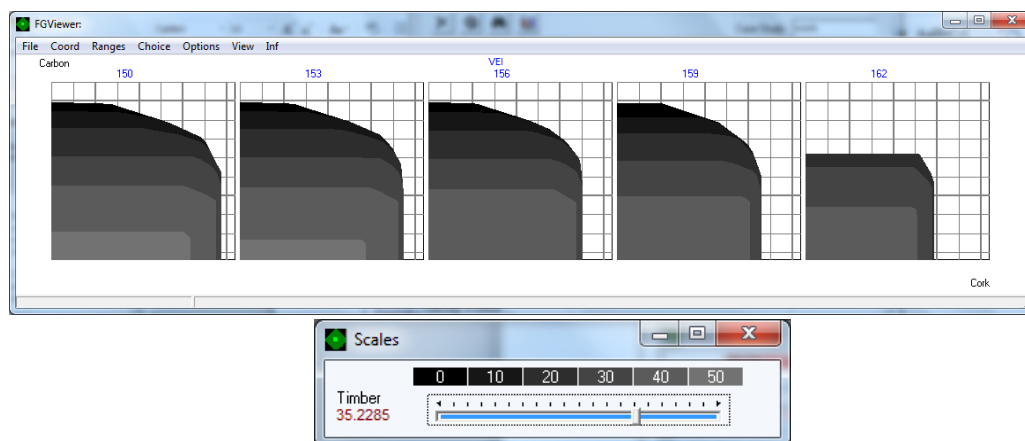 FGViewer:
File Coord Ranges Choice Options View Inf
Carbon
VEI
150 153 156 159 162
Cork
Scales
0 10 20 30 40 50
Timber
35.2285